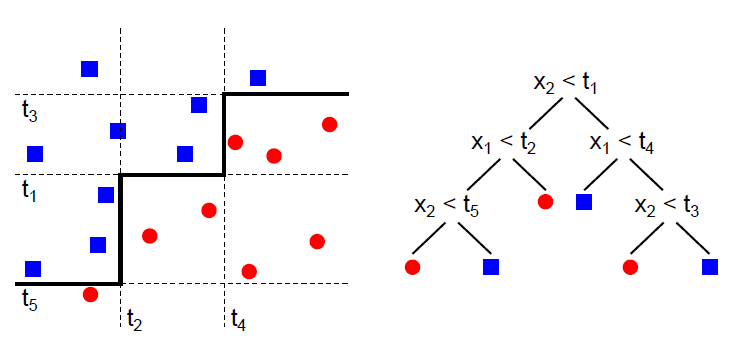 t₃
t₁
t₅
t₂
t₄
x₂ < t₁
x₁ < t₂
x₁ < t₄
x₂ < t₅
x₂ < t₃